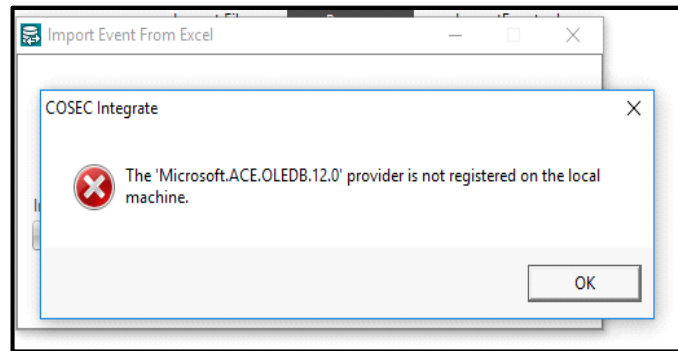 Import Event From Excel
COSEC Integrate
The 'Microsoft.ACE.OLEDB.12.0' provider is not registered on the local
machine.
OK